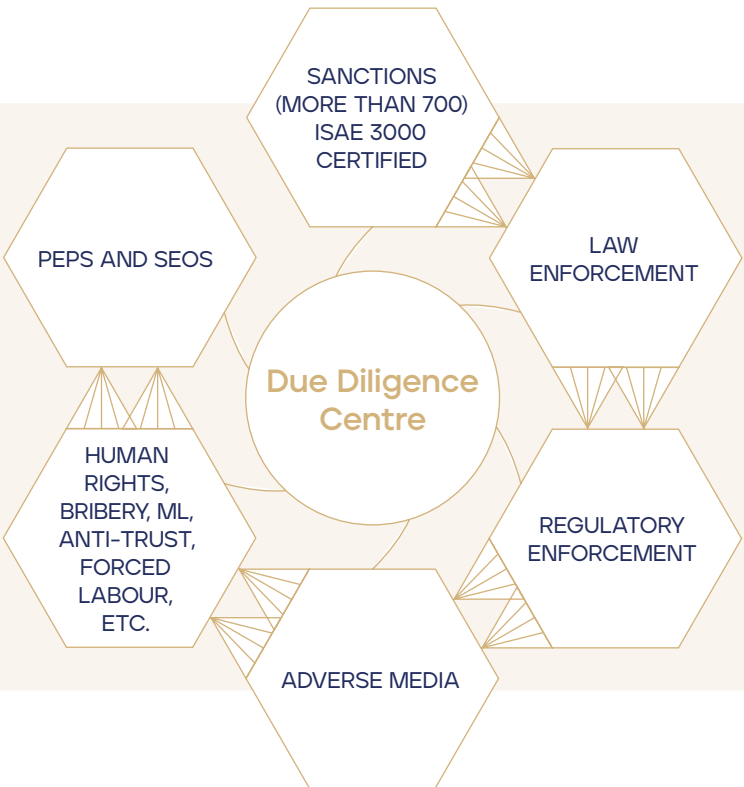 SANCTIONS
(MORE THAN 700)
ISAE 3000
CERTIFIED
LAW
ENFORCEMENT
PEPS AND SEOS
Due Diligence
Centre
HUMAN
RIGHTS,
BRIBERY, ML,
ANTI-TRUST,
FORCED
LABOUR,
ETC.
REGULATORY
ENFORCEMENT
ADVERSE MEDIA